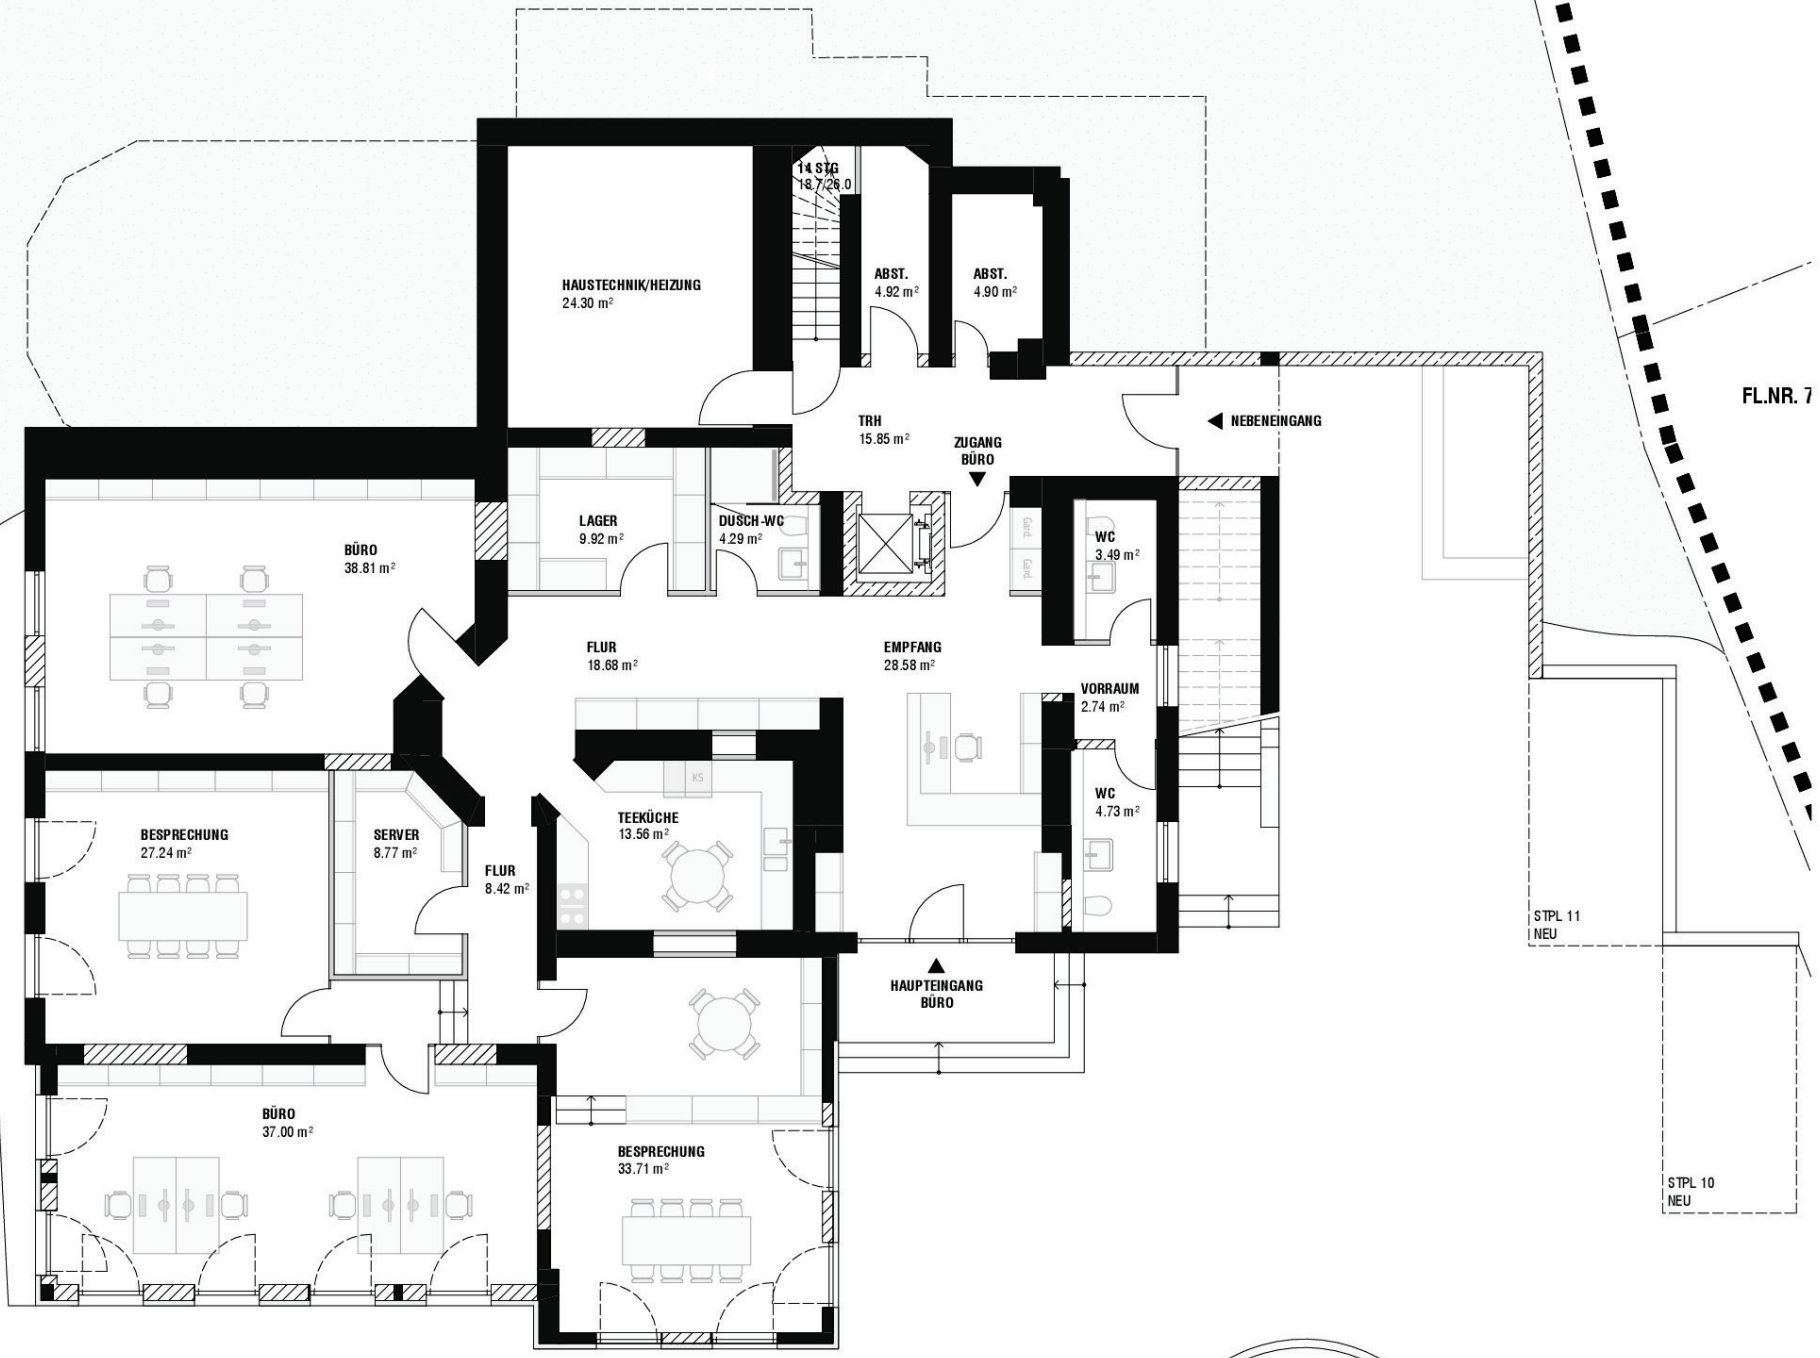 14 STG
18.7/26.0
HAUSTECHNIK/HEIZUNG
24.30 m²
ABST.
4.92 m²
ABST.
4.90 m²
FL.NR. 7
TRH
15.85 m²
ZUGANG
BÜRO
NEBENEINGANG
BÜRO
38.81 m²
LAGER
9.92 m²
DUSCH-WC
4.29 m²
Gard.
Gard.
WC
3.49 m²
FLUR
18.68 m²
EMPFANG
28.58 m²
VORRAUM
2.74 m²
KS
BESPRECHUNG
27.24 m²
SERVER
8.77 m²
FLUR
8.42 m²
TEEKÜCHE
13.56 m²
WC
4.73 m²
STPL 11
NEU
HAUPTEINGANG
BÜRO
BÜRO
37.00 m²
BESPRECHUNG
33.71 m²
STPL 10
NEU